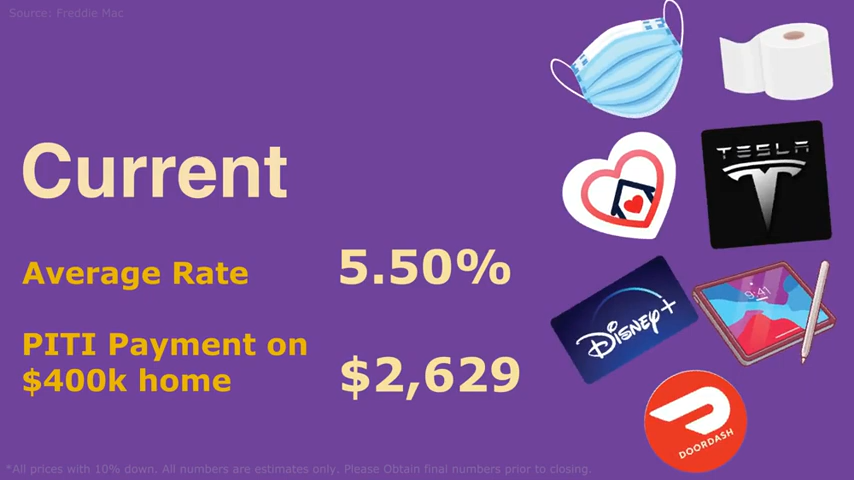 Source: Freddie Mac
Current
TESLA
Average Rate 5.50%
9:41
Disney+
PITI Payment on
$400k home $2,629
DOORDASH
*All prices with 10% down. All numbers are estimates only. Please Obtain final numbers prior to closing.